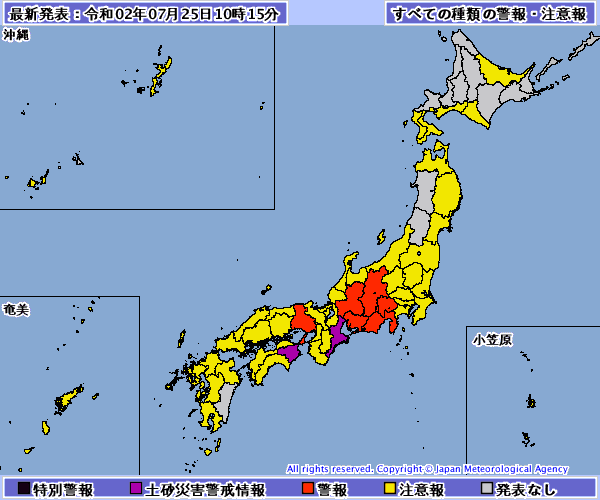 最新発表：令和02年07月25日10時15分
すべての種類の警報・注意報
沖縄
奄美
小笠原
All rights reserved. Copyright © Japan Meteorological Agency
特別警報 土砂災害警戒情報 警報 注意報 発表なし